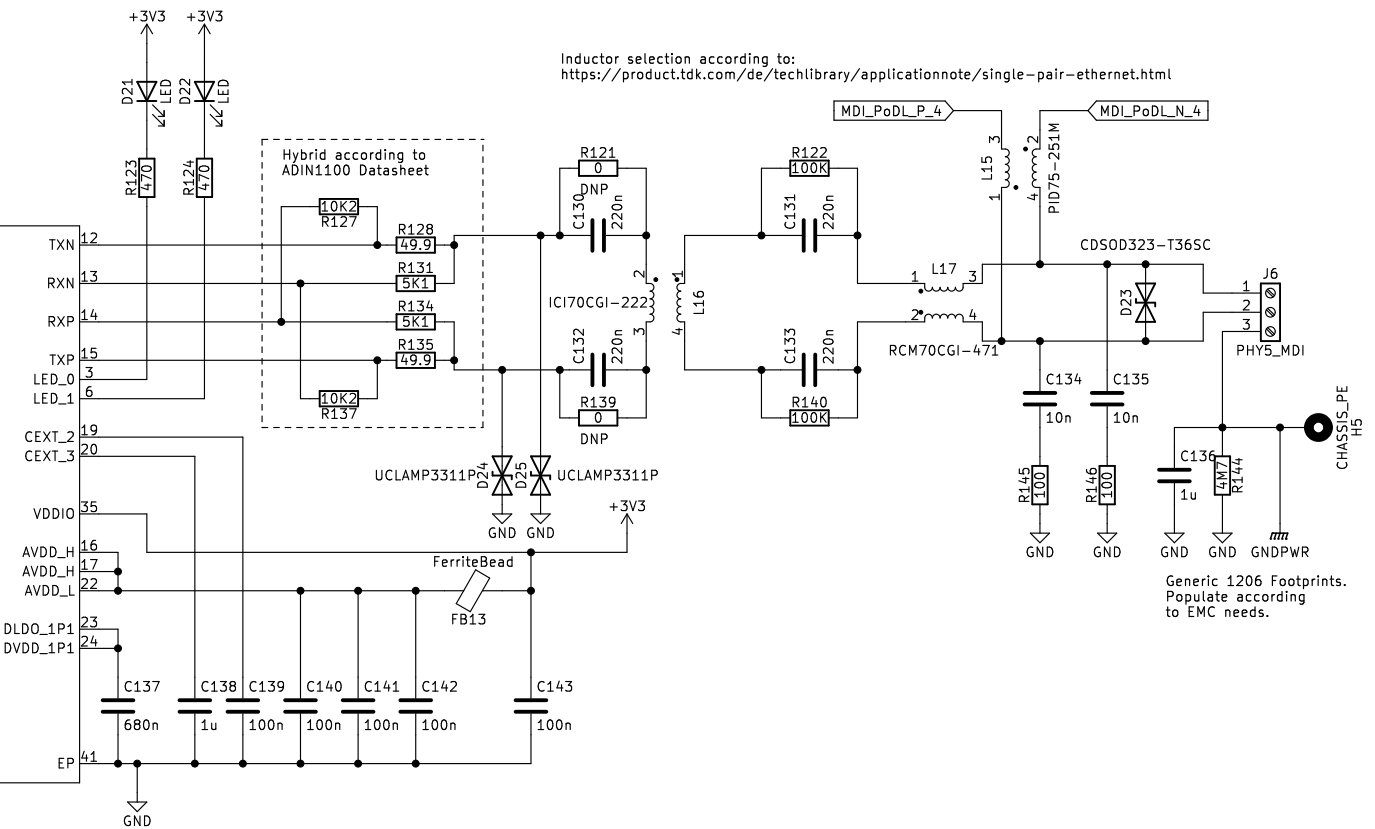 +3V3
+3V3
D21
LED
D22
LED
R123
470
R124
470
Inductor selection according to:
https://product.tdk.com/de/techlibrary/applicationnote/single-pair-ethernet.html
MDI_PoDL_P_4
MDI_PoDL_N_4
Hybrid according to
ADIN1100 Datasheet
10K2
R127
R128
49.9
R131
5K1
R134
5K1
R135
49.9
10K2
R137
TXN
12
RXN
13
RXP
14
TXP
15
LED_0
3
LED_1
6
CEXT_2
19
CEXT_3
20
VDDIO
35
AVDD_H
16
AVDD_H
17
AVDD_L
22
DLDO_1P1
23
DVDD_1P1
24
EP
41
R121
0
DNP
C130
220n
ICI70CGI-222
2
1
3
4
L16
C132
220n
R139
0
DNP
R122
100K
C131
220n
C133
220n
R140
100K
L15
3
1
2
4
PID75-251M
1
L17
3
2
4
RCM70CGI-471
CDSOD323-T36SC
D23
J6
1
2
3
PHY5_MDI
C134
10n
C135
10n
R145
100
R146
100
GND
GND
C136
1u
4M7
R144
GND
GND
GNDPWR
CHASSIS_PE
H5
Generic 1206 Footprints.
Populate according
to EMC needs.
UCLAMP3311P
D24
D25
UCLAMP3311P
GND
GND
+3V3
FerriteBead
FB13
C137
680n
C138
1u
C139
100n
C140
100n
C141
100n
C142
100n
C143
100n
GND